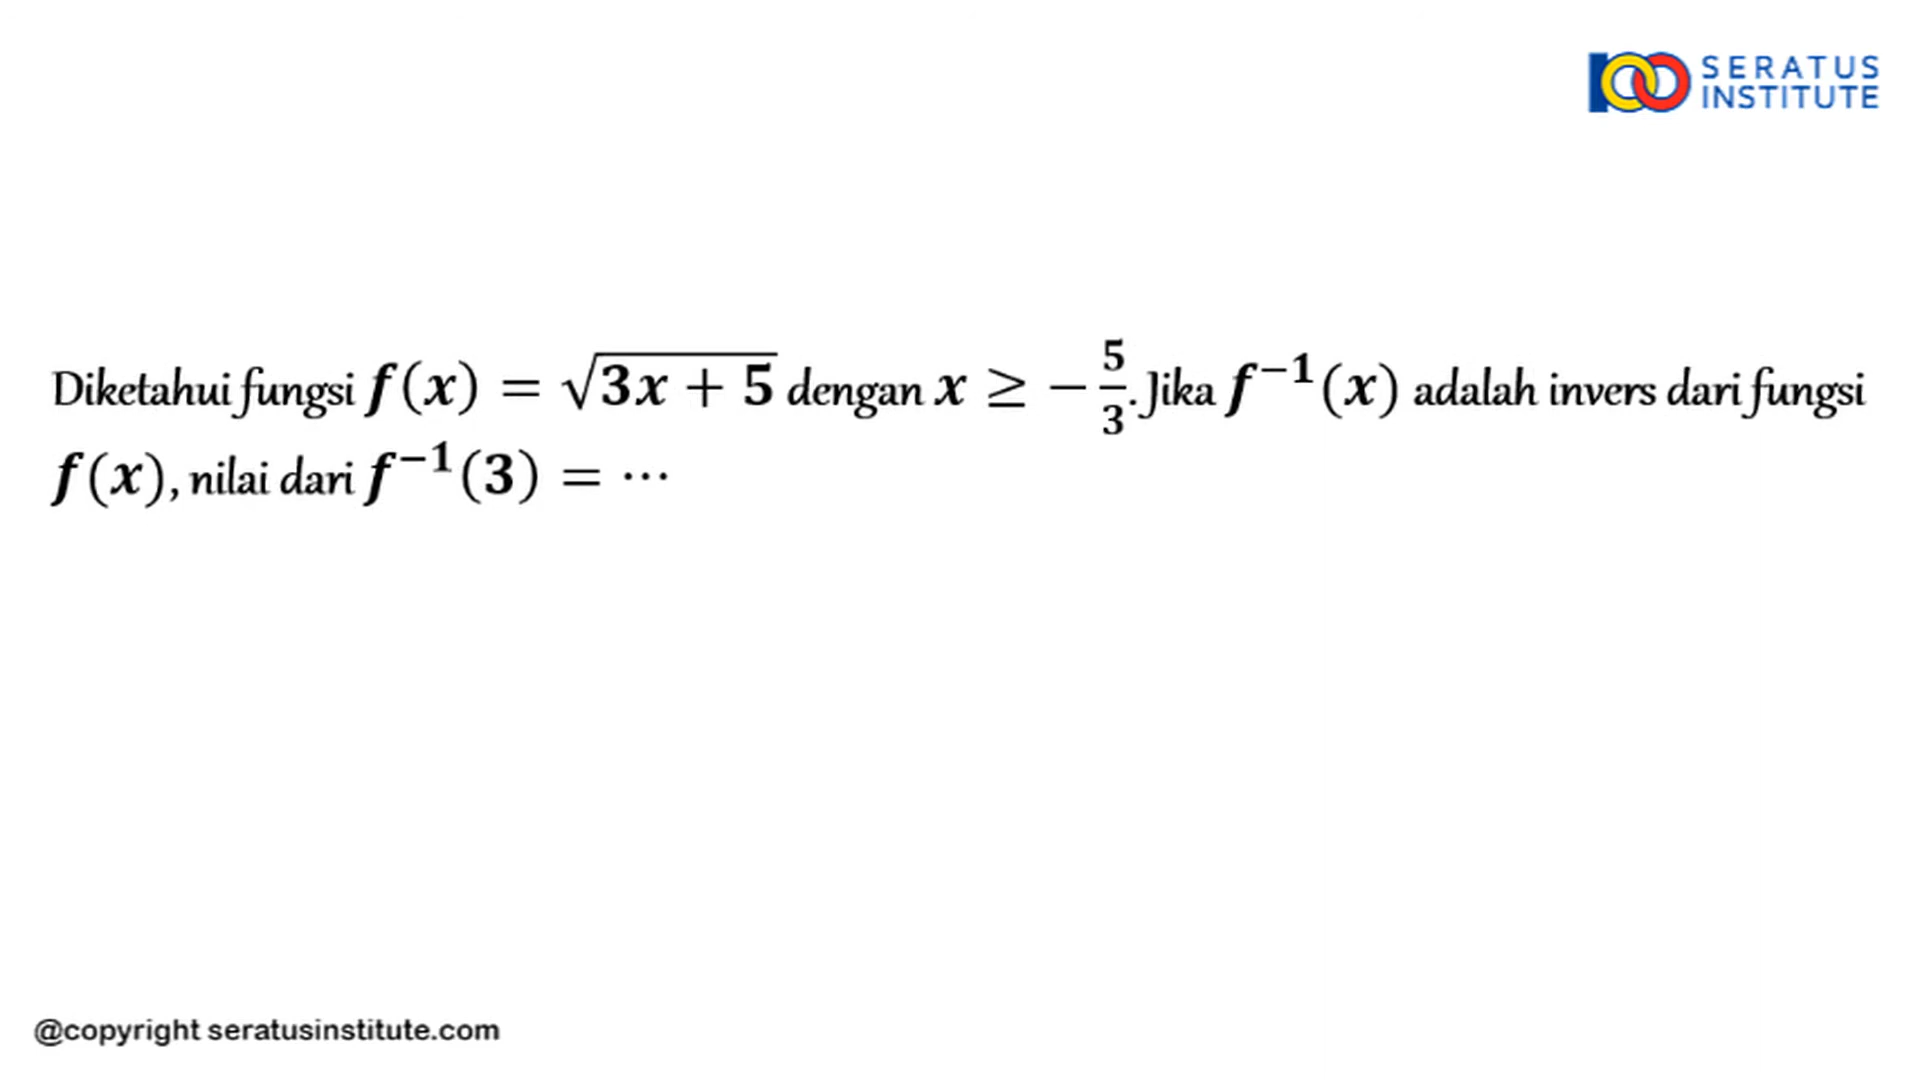 SERATUS
INSTITUTE
Diketahui fungsi f(x) = √(3x + 5) dengan x ≥ −5/3. Jika f⁻¹(x) adalah invers dari fungsi
f(x), nilai dari f⁻¹(3) = ⋯
@copyright seratusinstitute.com